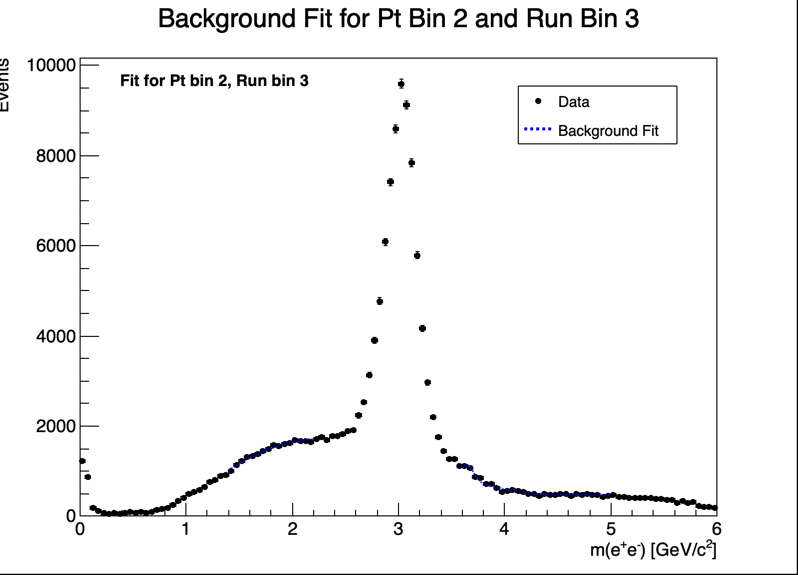 Background Fit for Pt Bin 2 and Run Bin 3
Events
10000
8000
6000
4000
2000
0
Fit for Pt bin 2, Run bin 3
Data
Background Fit
0 1 2 3 4 5 6
m(e⁺e⁻) [GeV/c²]